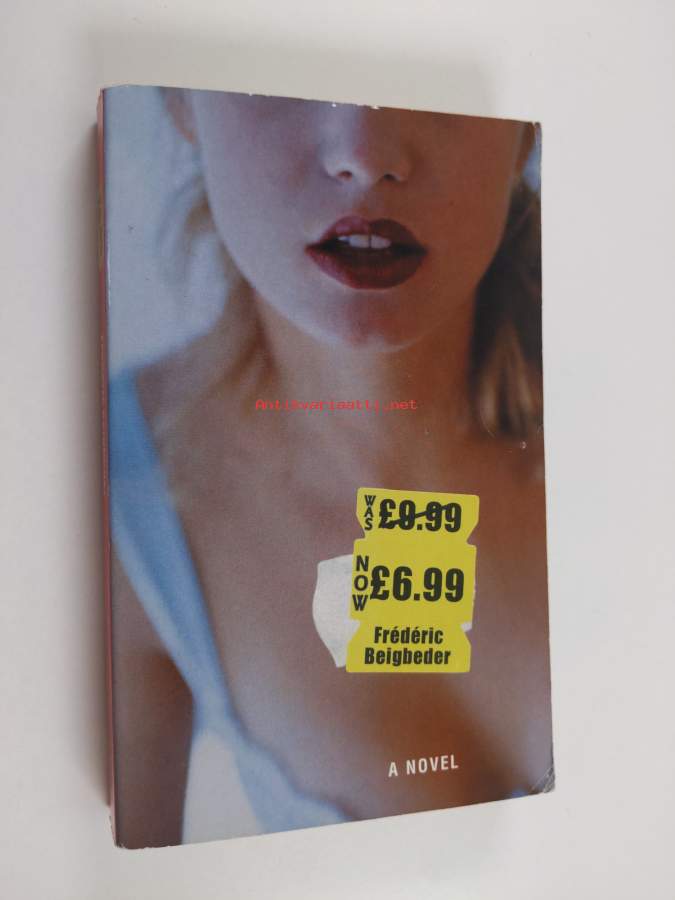 Antikvariaatti.net
WAS £9.99
NOW £6.99
Frédéric
Beigbeder
A NOVEL